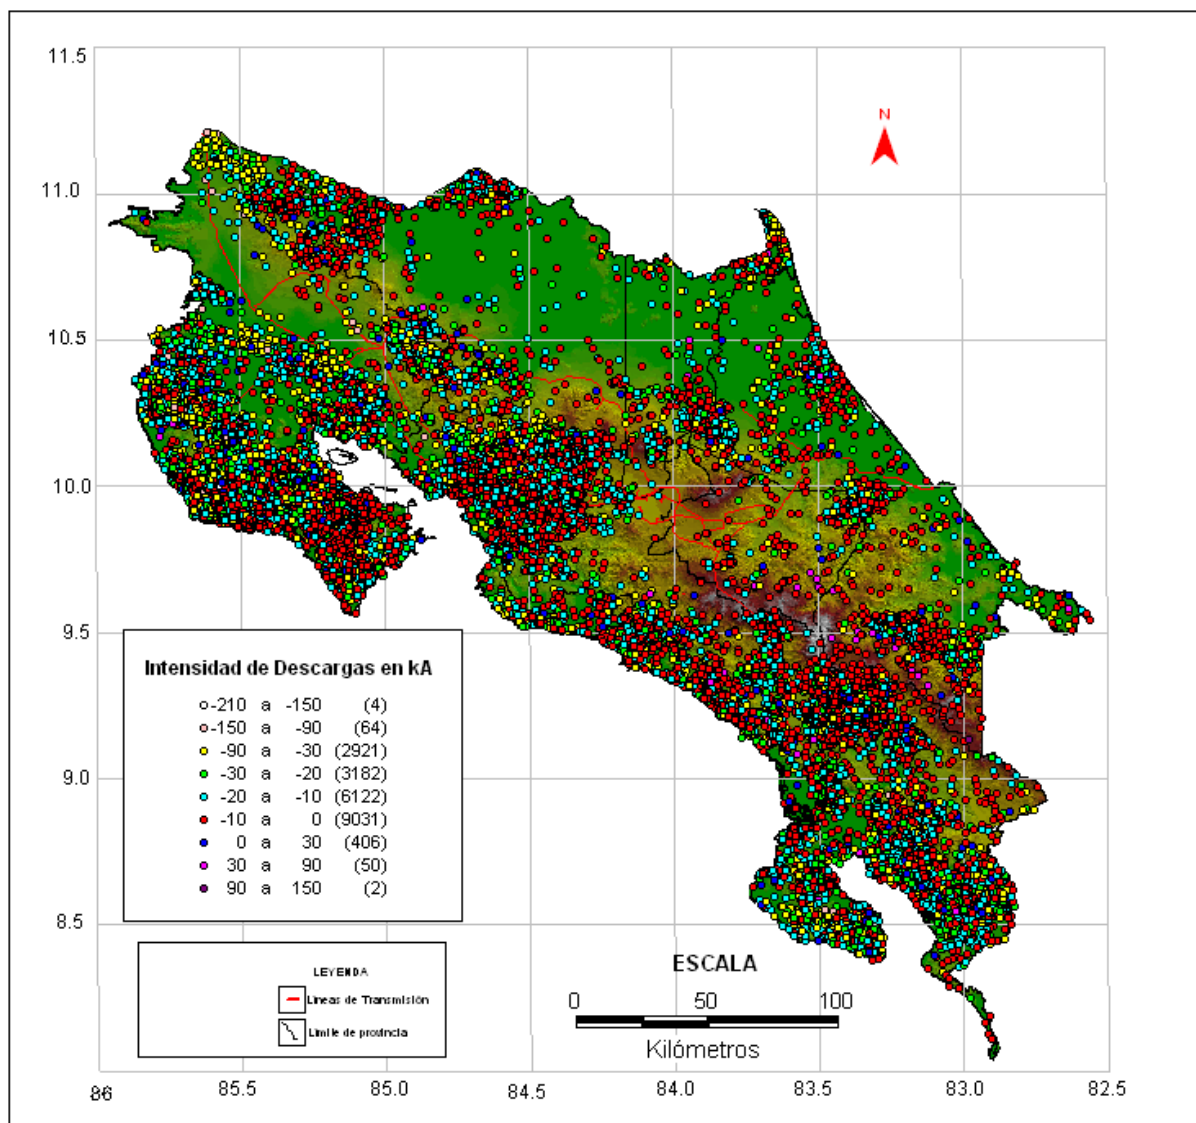 11.5
N
11.0
10.5
10.0
9.5
Intensidad de Descargas en kA
-210 a -150 (4)
-150 a -90 (64)
-90 a -30 (2921)
-30 a -20 (3182)
-20 a -10 (6122)
-10 a 0 (9031)
0 a 30 (406)
30 a 90 (50)
90 a 150 (2)
9.0
8.5
LEYENDA
Líneas de Transmisión
Límite de provincia
ESCALA
0 50 100
Kilómetros
86 85.5 85.0 84.5 84.0 83.5 83.0 82.5